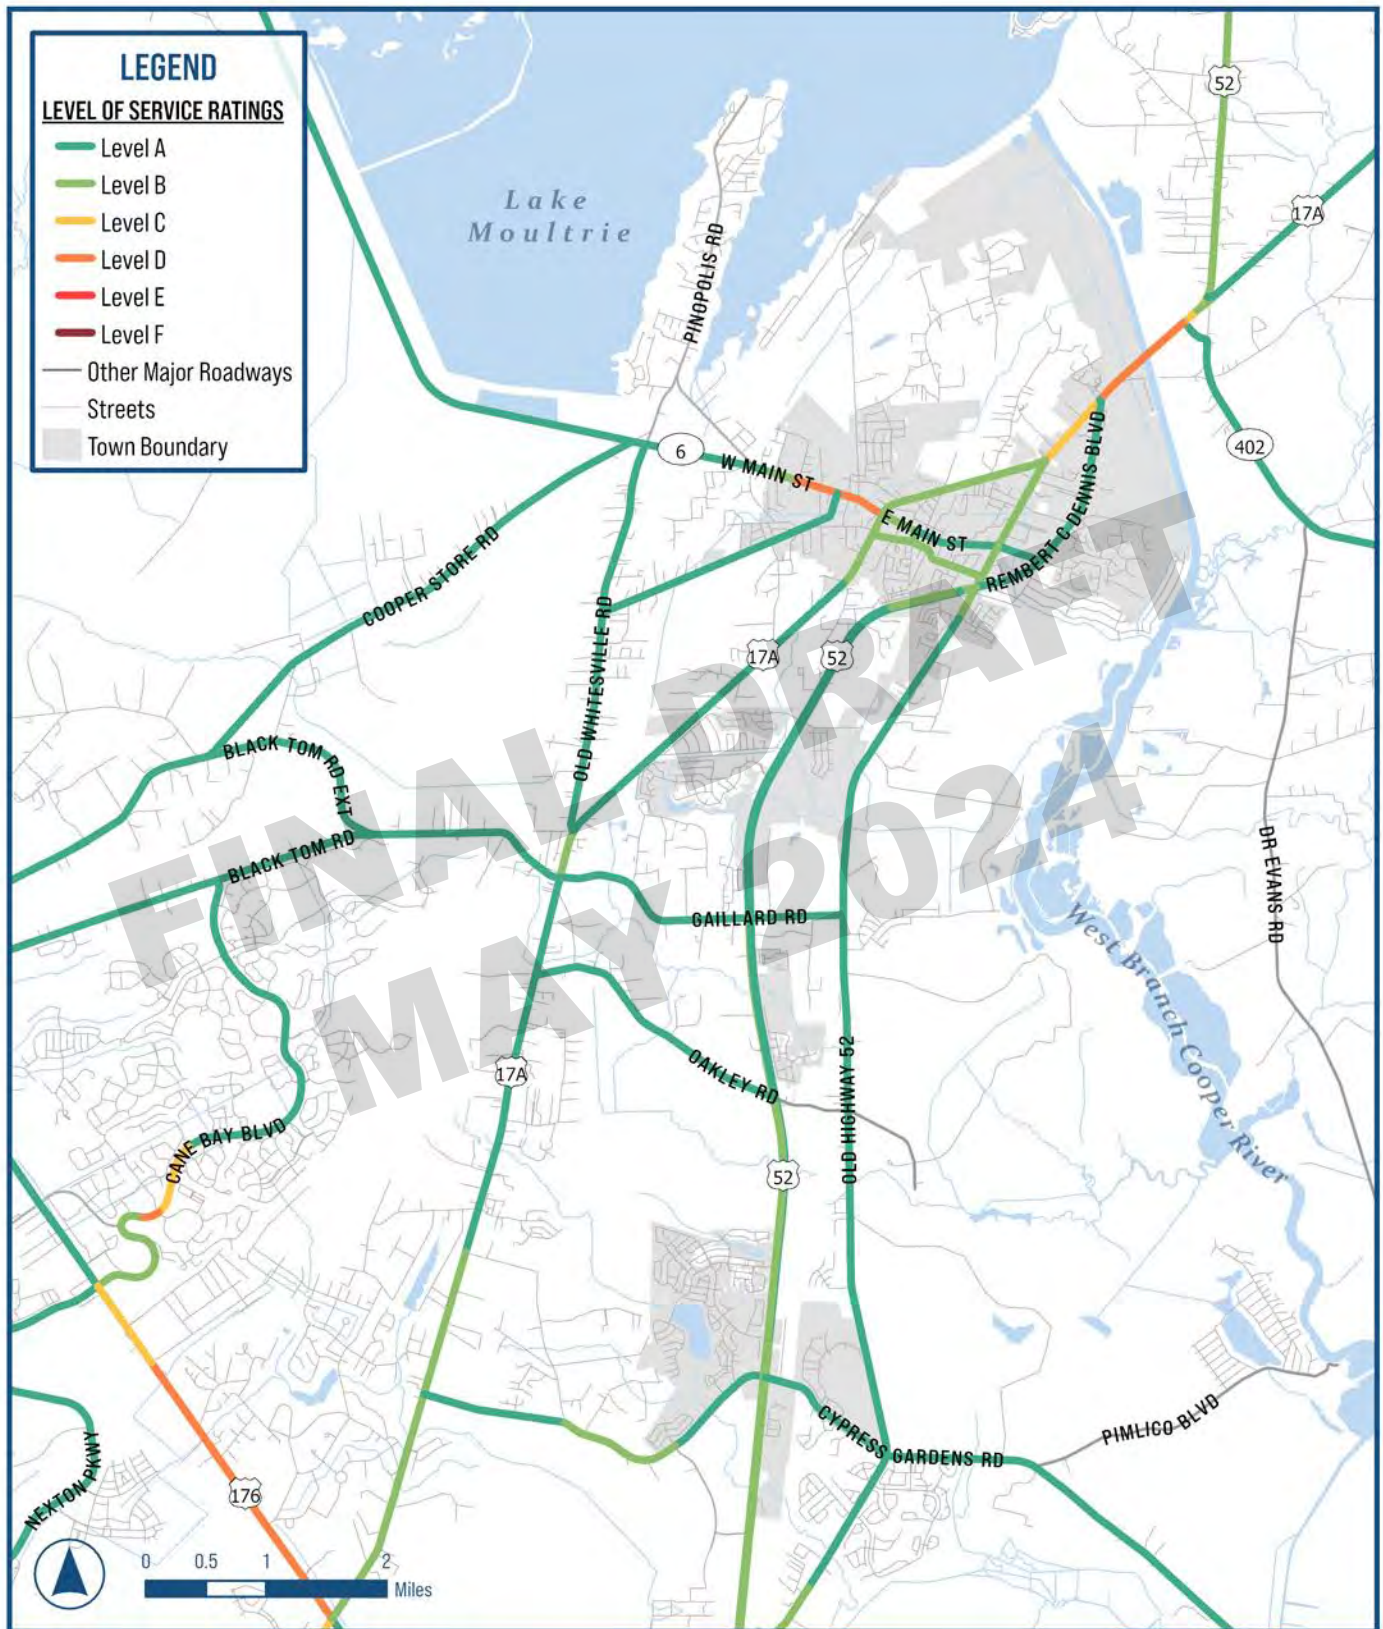 LEGEND
LEVEL OF SERVICE RATINGS
Level A
Level B
Level C
Level D
Level E
Level F
Other Major Roadways
Streets
Town Boundary
52
17A
Lake
Moultrie
PINOPOLIS RD
402
6
W MAIN ST
E MAIN ST
REMBERT C DENNIS BLVD
COOPER STORE RD
OLD WHITESVILLE RD
17A
52
BLACK TOM RD EXT
BLACK TOM RD
GAILLARD RD
DR EVANS RD
West Branch Cooper River
FINAL DRAFT
MAY 2024
17A
OAKLEY RD
OLD HIGHWAY 52
CANE BAY BLVD
52
CYPRESS GARDENS RD
PIMLICO BLVD
NEXTON PKWY
176
0 0.5 1 2
Miles